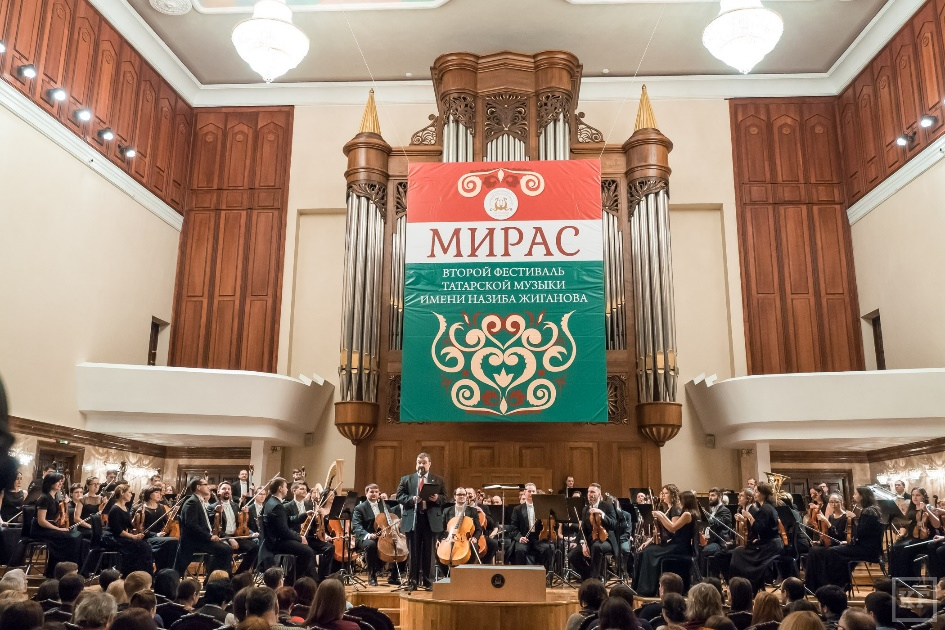 МИРАС
ВТОРОЙ ФЕСТИВАЛЬ
ТАТАРСКОЙ МУЗЫКИ
ИМЕНИ НАЗИБА ЖИГАНОВА